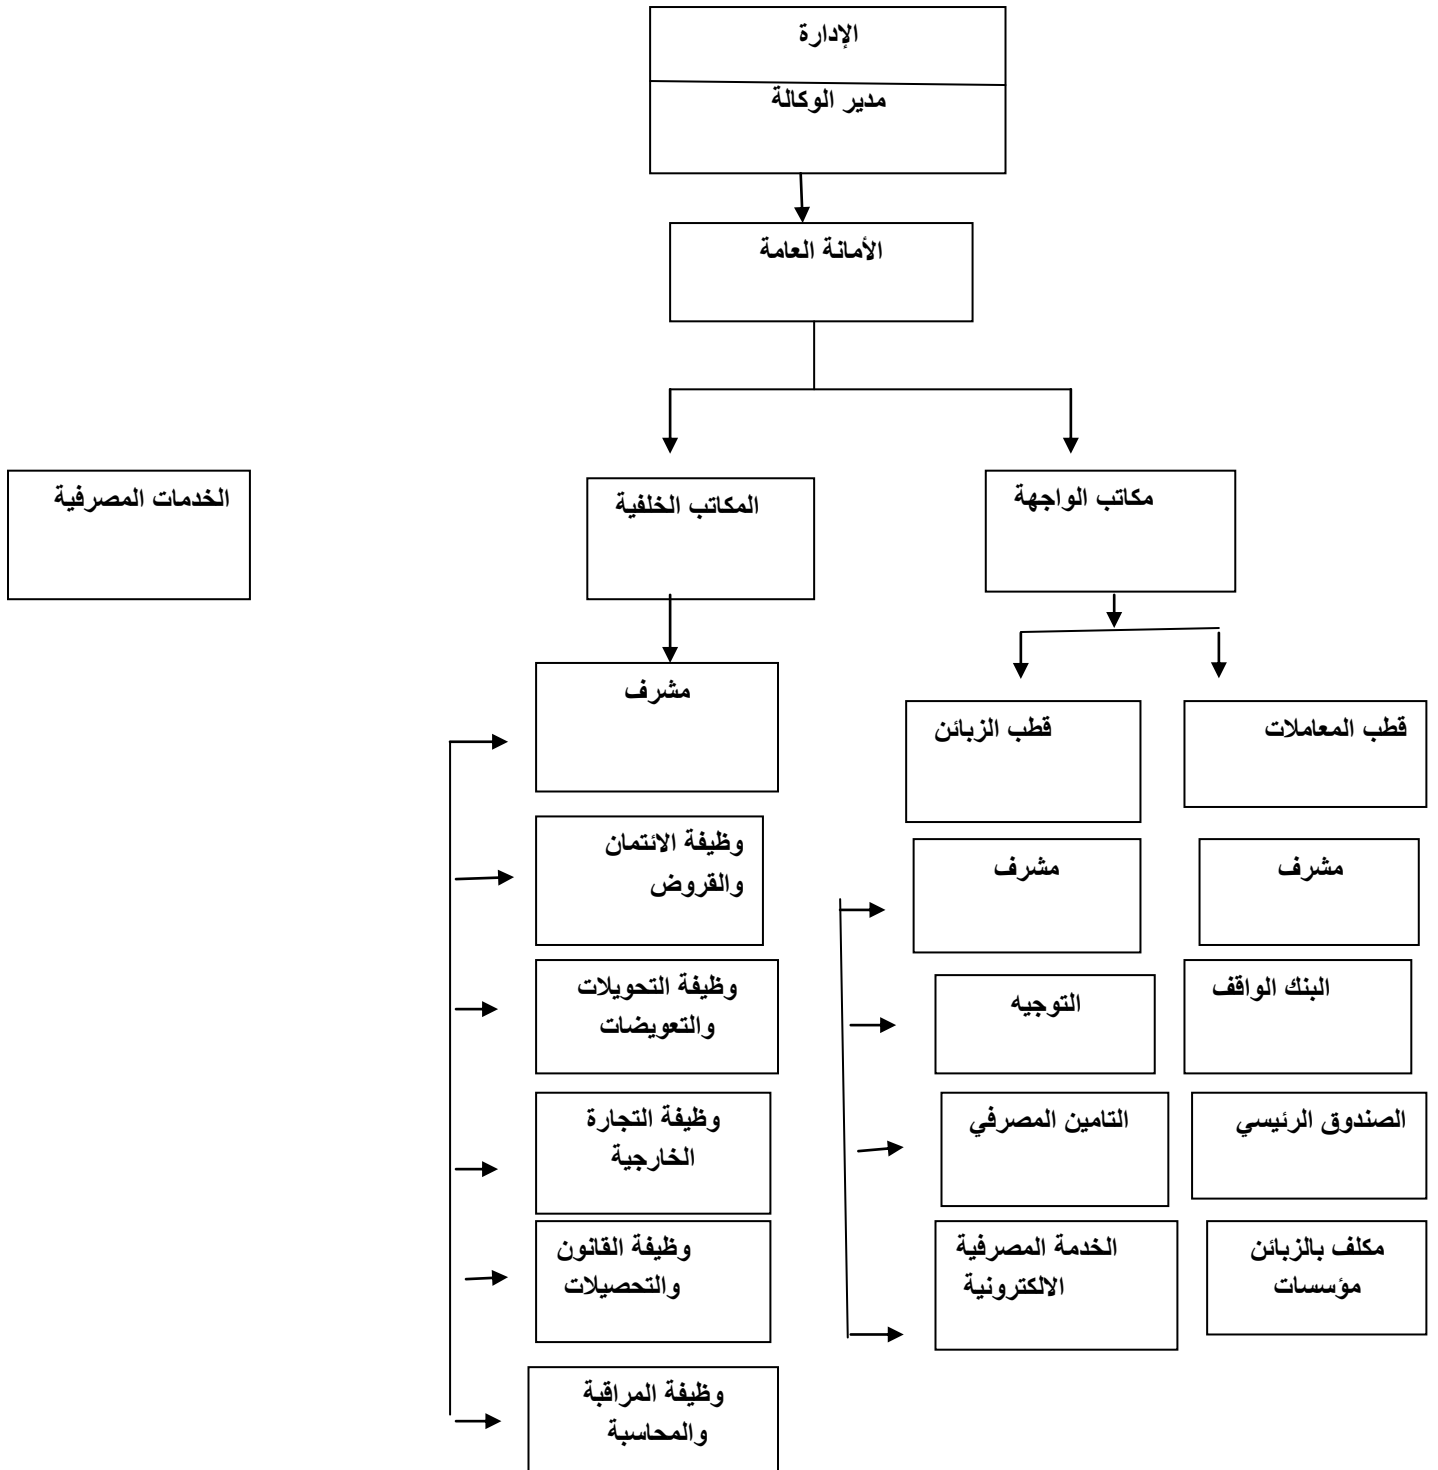 الإدارة
مدير الوكالة
الأمانة العامة
مكاتب الواجهة
المكاتب الخلفية
الخدمات المصرفية
قطب المعاملات
قطب الزبائن
مشرف
مشرف
مشرف
وظيفة الائتمان
والقروض
البنك الواقف
التوجيه
وظيفة التحويلات
والتعويضات
الصندوق الرئيسي
التامين المصرفي
وظيفة التجارة
الخارجية
مكلف بالزبائن
مؤسسات
الخدمة المصرفية
الالكترونية
وظيفة القانون
والتحصيلات
وظيفة المراقبة
والمحاسبة